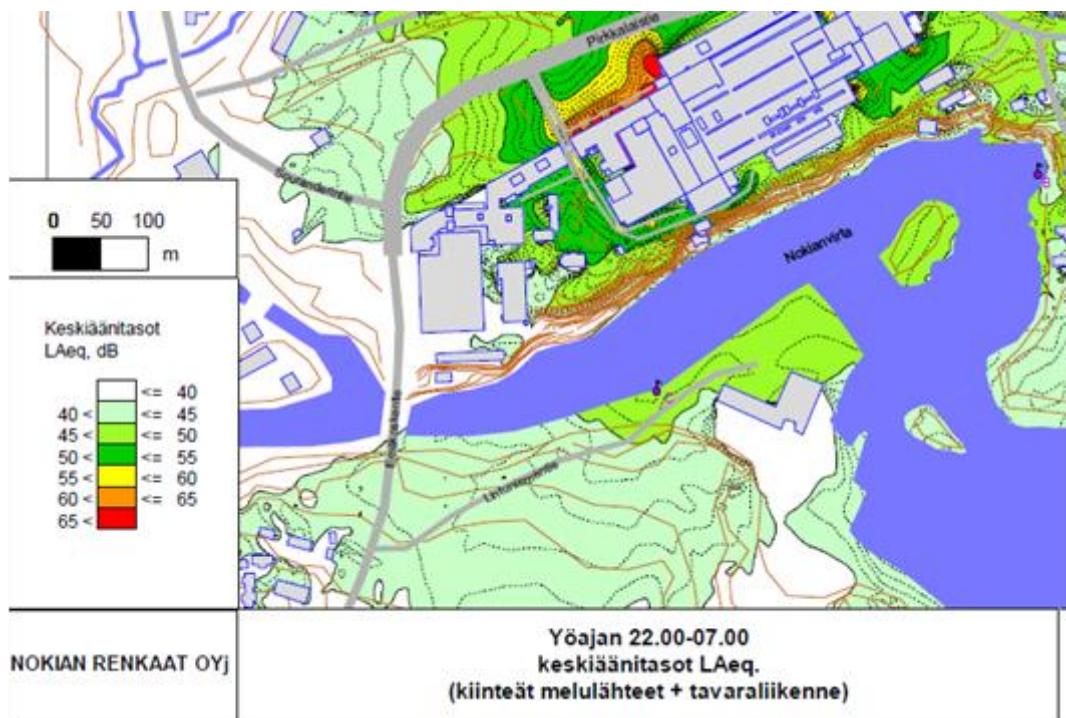 Pirkkalaistie
Nokianvirta
0 50 100
m
Keskiäänitasot
LAeq, dB
<= 40
40 < <= 45
45 < <= 50
50 < <= 55
55 < <= 60
60 < <= 65
65 <
NOKIAN RENKAAT OYj
Yöajan 22.00-07.00
keskiäänitasot LAeq.
(kiinteät melulähteet + tavaraliikenne)